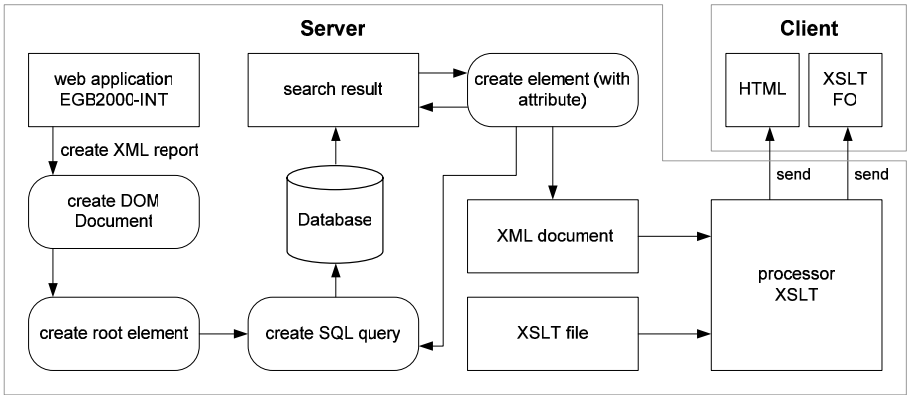 Server
Client
web application
EGB2000-INT
search result
create element (with
attribute)
HTML
XSLT
FO
create XML report
send
send
create DOM
Document
Database
XML document
processor
XSLT
create root element
create SQL query
XSLT file